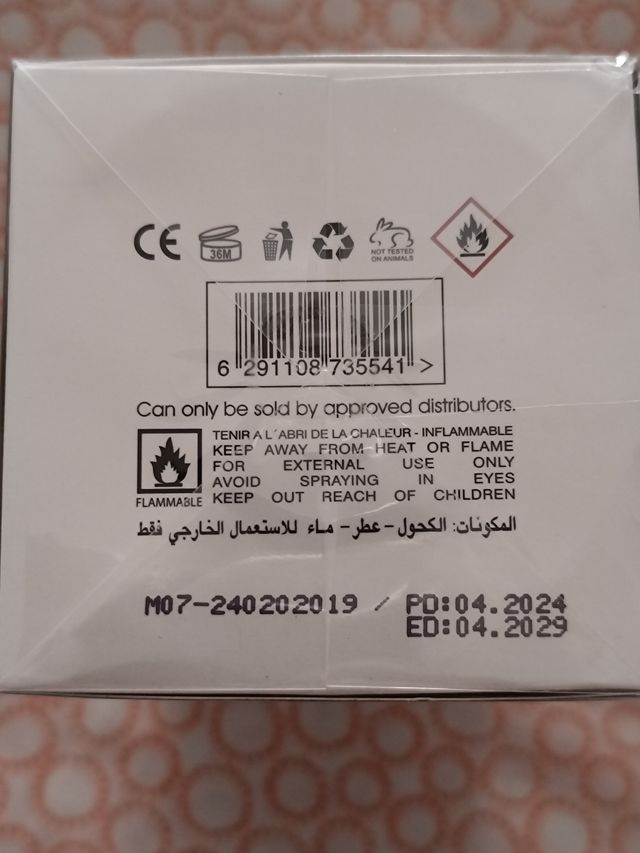 CE
36M
NOT TESTED
ON ANIMALS
6 291108 735541 >
Can only be sold by approved distributors.
TENIR A L´ABRI DE LA CHALEUR - INFLAMMABLE
KEEP AWAY FROM HEAT OR FLAME
FOR EXTERNAL USE ONLY
AVOID SPRAYING IN EYES
KEEP OUT REACH OF CHILDREN
FLAMMABLE
المكونات: الكحول - عطر - ماء للاستعمال الخارجي فقط
M07-240202019 / PD:04.2024
ED:04.2029